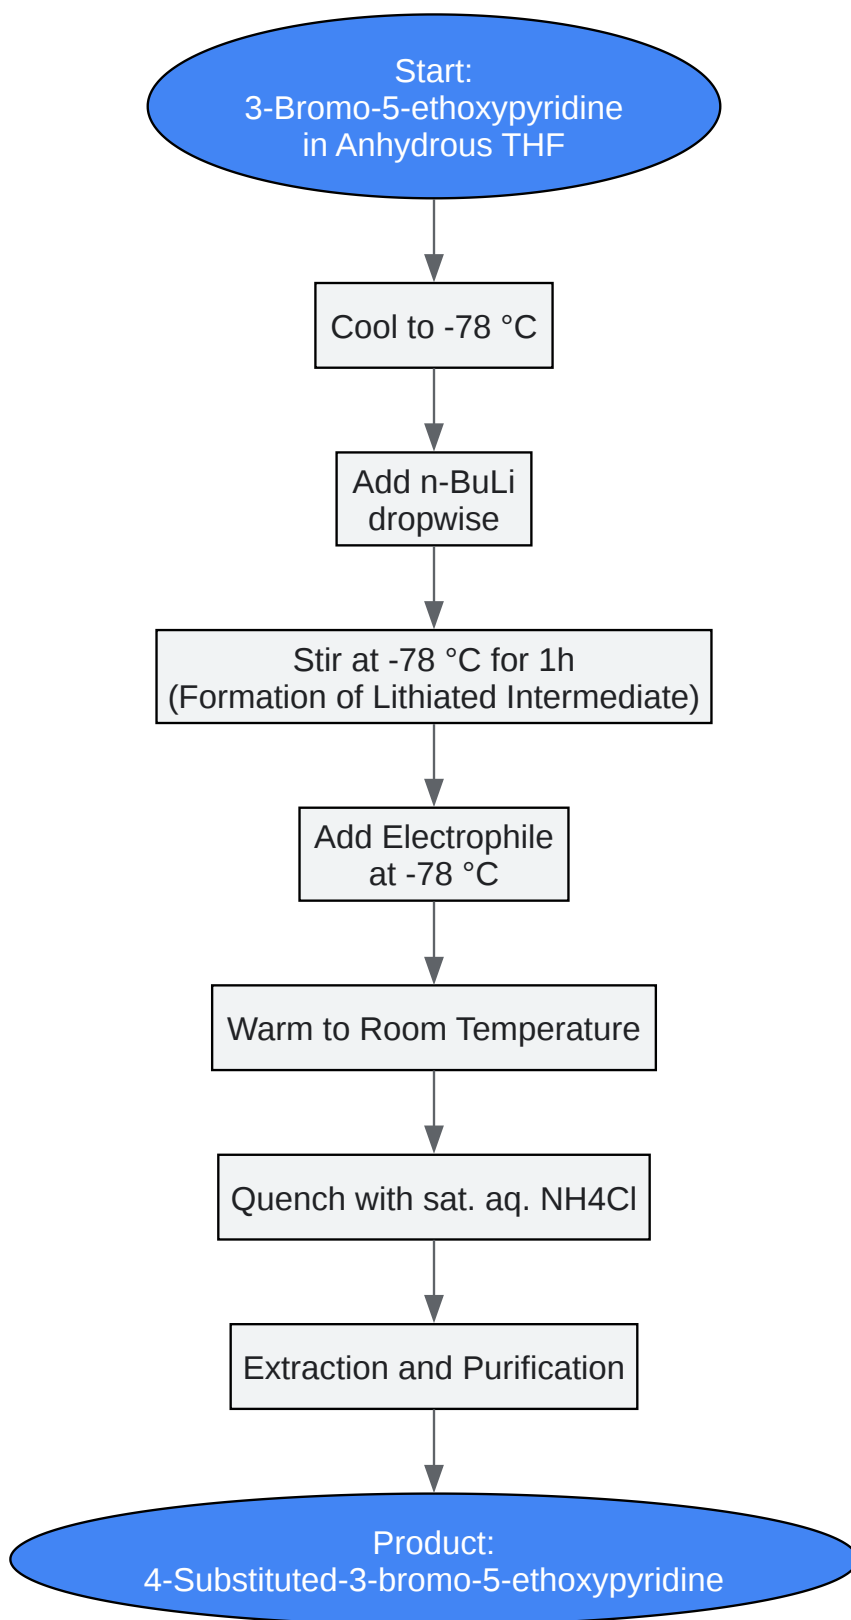 Start:
3-Bromo-5-ethoxypyridine
in Anhydrous THF
Cool to -78 °C
Add n-BuLi
dropwise
Stir at -78 °C for 1h
(Formation of Lithiated Intermediate)
Add Electrophile
at -78 °C
Warm to Room Temperature
Quench with sat. aq. NH4Cl
Extraction and Purification
Product:
4-Substituted-3-bromo-5-ethoxypyridine